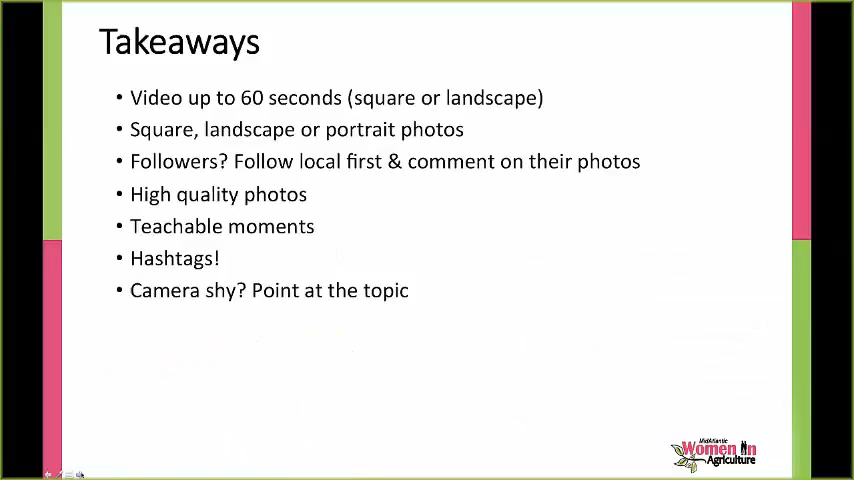 Takeaways
• Video up to 60 seconds (square or landscape)
• Square, landscape or portrait photos
• Followers? Follow local first & comment on their photos
• High quality photos
• Teachable moments
• Hashtags!
• Camera shy? Point at the topic
MidAtlantic
Women In
Agriculture